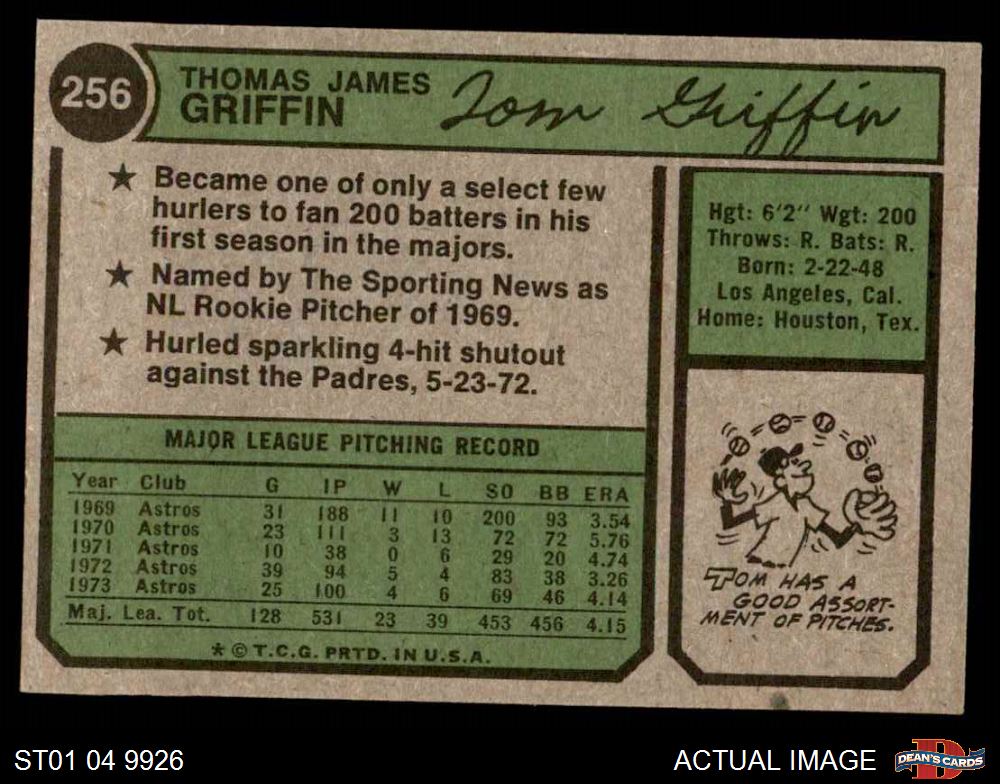 256
THOMAS JAMES
GRIFFIN
Tom Griffin
★ Became one of only a select few
hurlers to fan 200 batters in his
first season in the majors.
★ Named by The Sporting News as
NL Rookie Pitcher of 1969.
★ Hurled sparkling 4-hit shutout
against the Padres, 5-23-72.
Hgt: 6'2" Wgt: 200
Throws: R. Bats: R.
Born: 2-22-48
Los Angeles, Cal.
Home: Houston, Tex.
MAJOR LEAGUE PITCHING RECORD
Year Club G IP W L SO BB ERA
1969 Astros 31 188 11 10 200 93 3.54
1970 Astros 23 111 3 13 72 72 5.76
1971 Astros 10 38 0 6 29 20 4.74
1972 Astros 39 94 5 4 83 38 3.26
1973 Astros 25 100 4 6 69 46 4.14
Maj. Lea. Tot. 128 531 23 39 453 456 4.15
* © T.C.G. PRTD. IN U.S.A.
TOM HAS A
GOOD ASSORT-
MENT OF PITCHES.
ST01 04 9926
ACTUAL IMAGE
DEAN'S CARDS